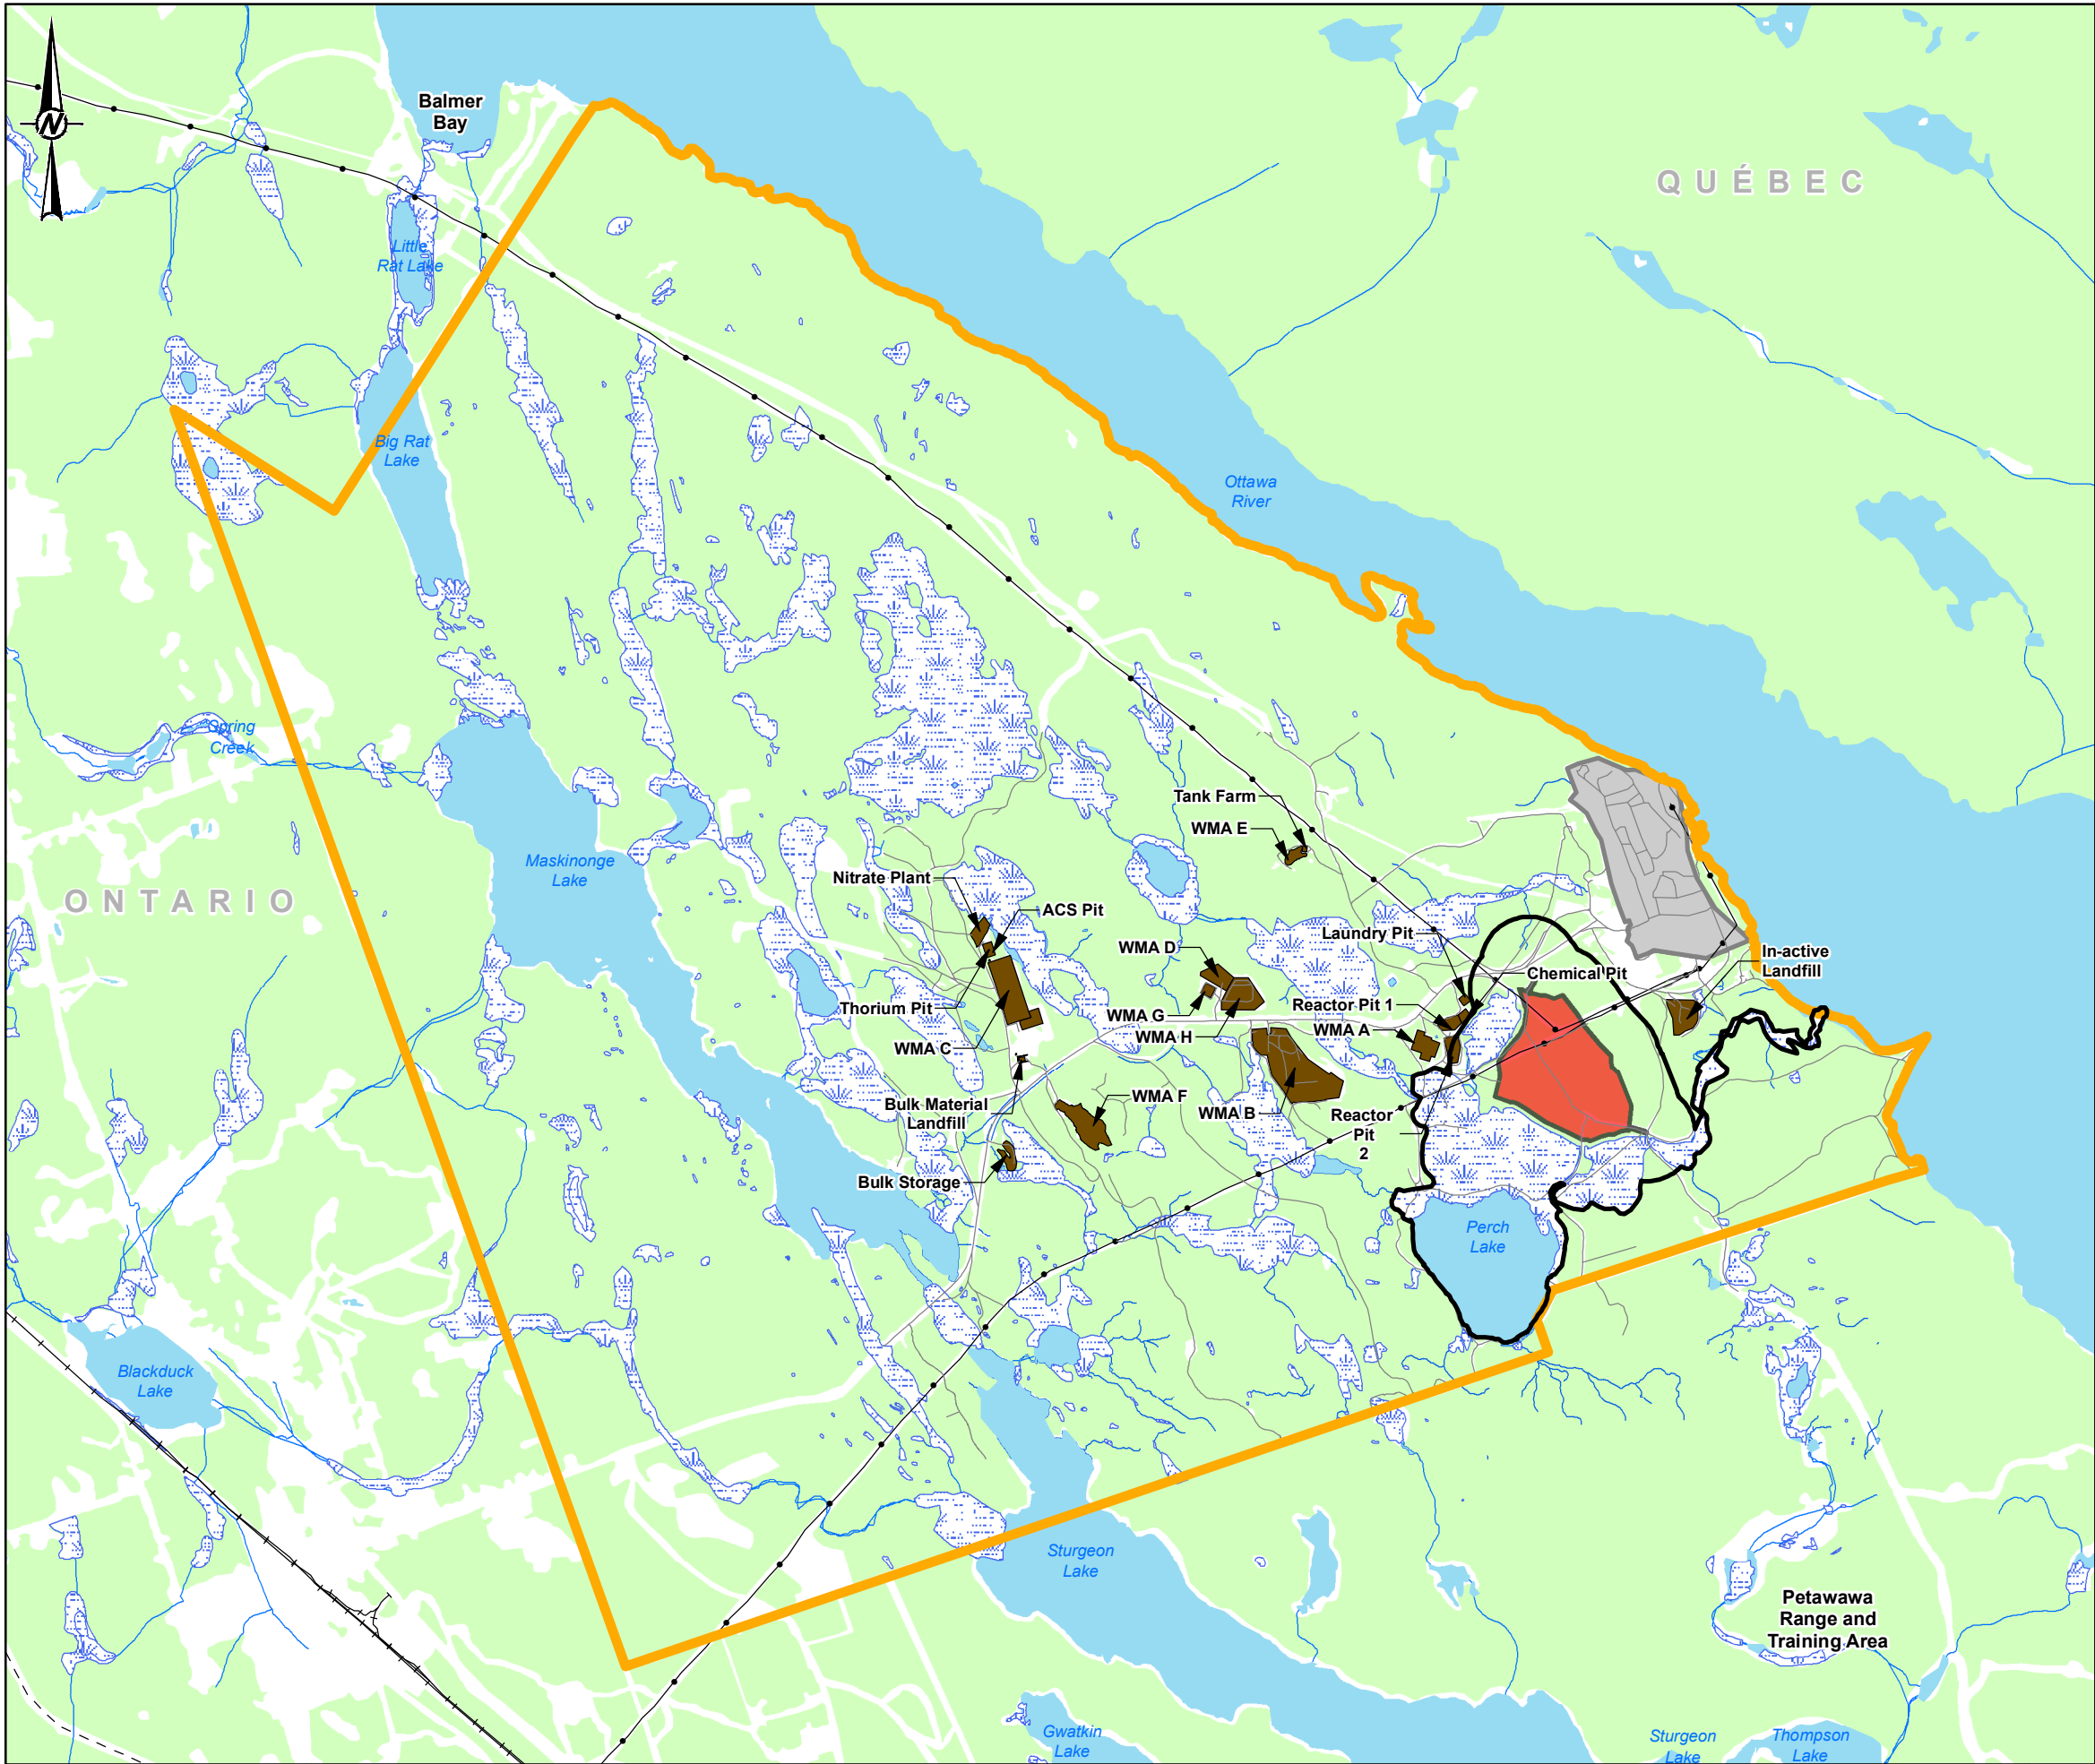 N
Balmer
Bay
QUÉBEC
Little
Rat Lake
Big Rat
Lake
Ottawa
River
Spring
Creek
Tank Farm
WMA E
Maskinonge
Lake
ONTARIO
Nitrate Plant
ACS Pit
Laundry Pit
WMA D
In-active
Landfill
Chemical Pit
Thorium Pit
Reactor Pit 1
WMA G
WMA A
WMA H
WMA C
WMA F
Bulk Material
Landfill
WMA B
Reactor
Pit
2
Bulk Storage
Perch
Lake
Blackduck
Lake
Sturgeon
Lake
Petawawa
Range and
Training Area
Gwatkin
Lake
Sturgeon
Lake
Thompson
Lake